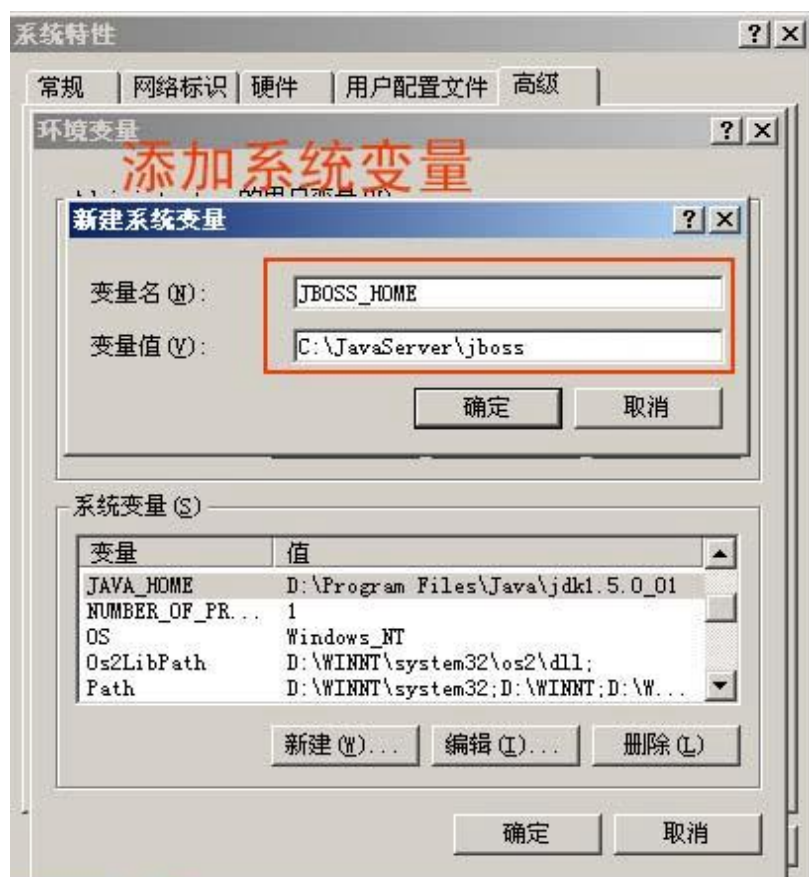 系统特性
常规 网络标识 硬件 用户配置文件 高级
环境变量
添加系统变量
新建系统变量
变量名(N): JBOSS_HOME
变量值(V): C:\JavaServer\jboss
确定 取消
系统变量(S)
变量 值
JAVA_HOME D:\Program Files\Java\jdk1.5.0_01
NUMBER_OF_PR... 1
OS Windows_NT
Os2LibPath D:\WINNT\system32\os2\dll;
Path D:\WINNT\system32;D:\WINNT;D:\W...
新建(W)... 编辑(I)... 删除(L)
确定 取消